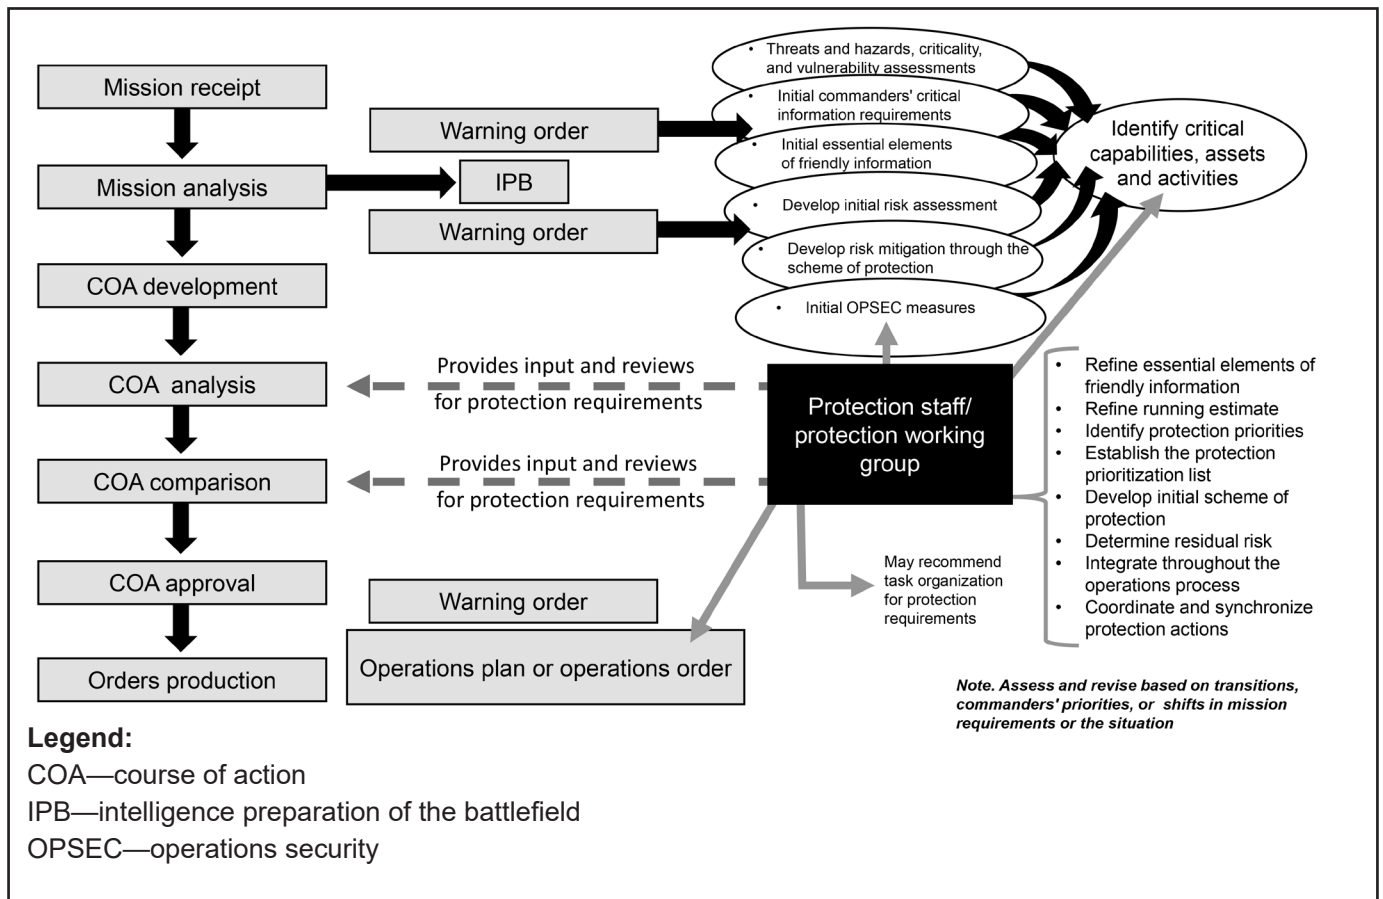 Mission receipt
Mission analysis
COA development
COA analysis
COA comparison
COA approval
Orders production
Warning order
IPB
Warning order
• Threats and hazards, criticality,
and vulnerability assessments
• Initial commanders' critical
information requirements
• Initial essential elements
of friendly information
• Develop initial risk assessment
• Develop risk mitigation through the
scheme of protection
• Initial OPSEC measures
Identify critical
capabilities, assets
and activities
Provides input and reviews
for protection requirements
Provides input and reviews
for protection requirements
Protection staff/
protection working
group
• Refine essential elements of
friendly information
• Refine running estimate
• Identify protection priorities
• Establish the protection
prioritization list
• Develop initial scheme of
protection
• Determine residual risk
• Integrate throughout the
operations process
• Coordinate and synchronize
protection actions
May recommend
task organization
for protection
requirements
Warning order
Operations plan or operations order
Note. Assess and revise based on transitions,
commanders' priorities, or shifts in mission
requirements or the situation
Legend:
COA—course of action
IPB—intelligence preparation of the battlefield
OPSEC—operations security